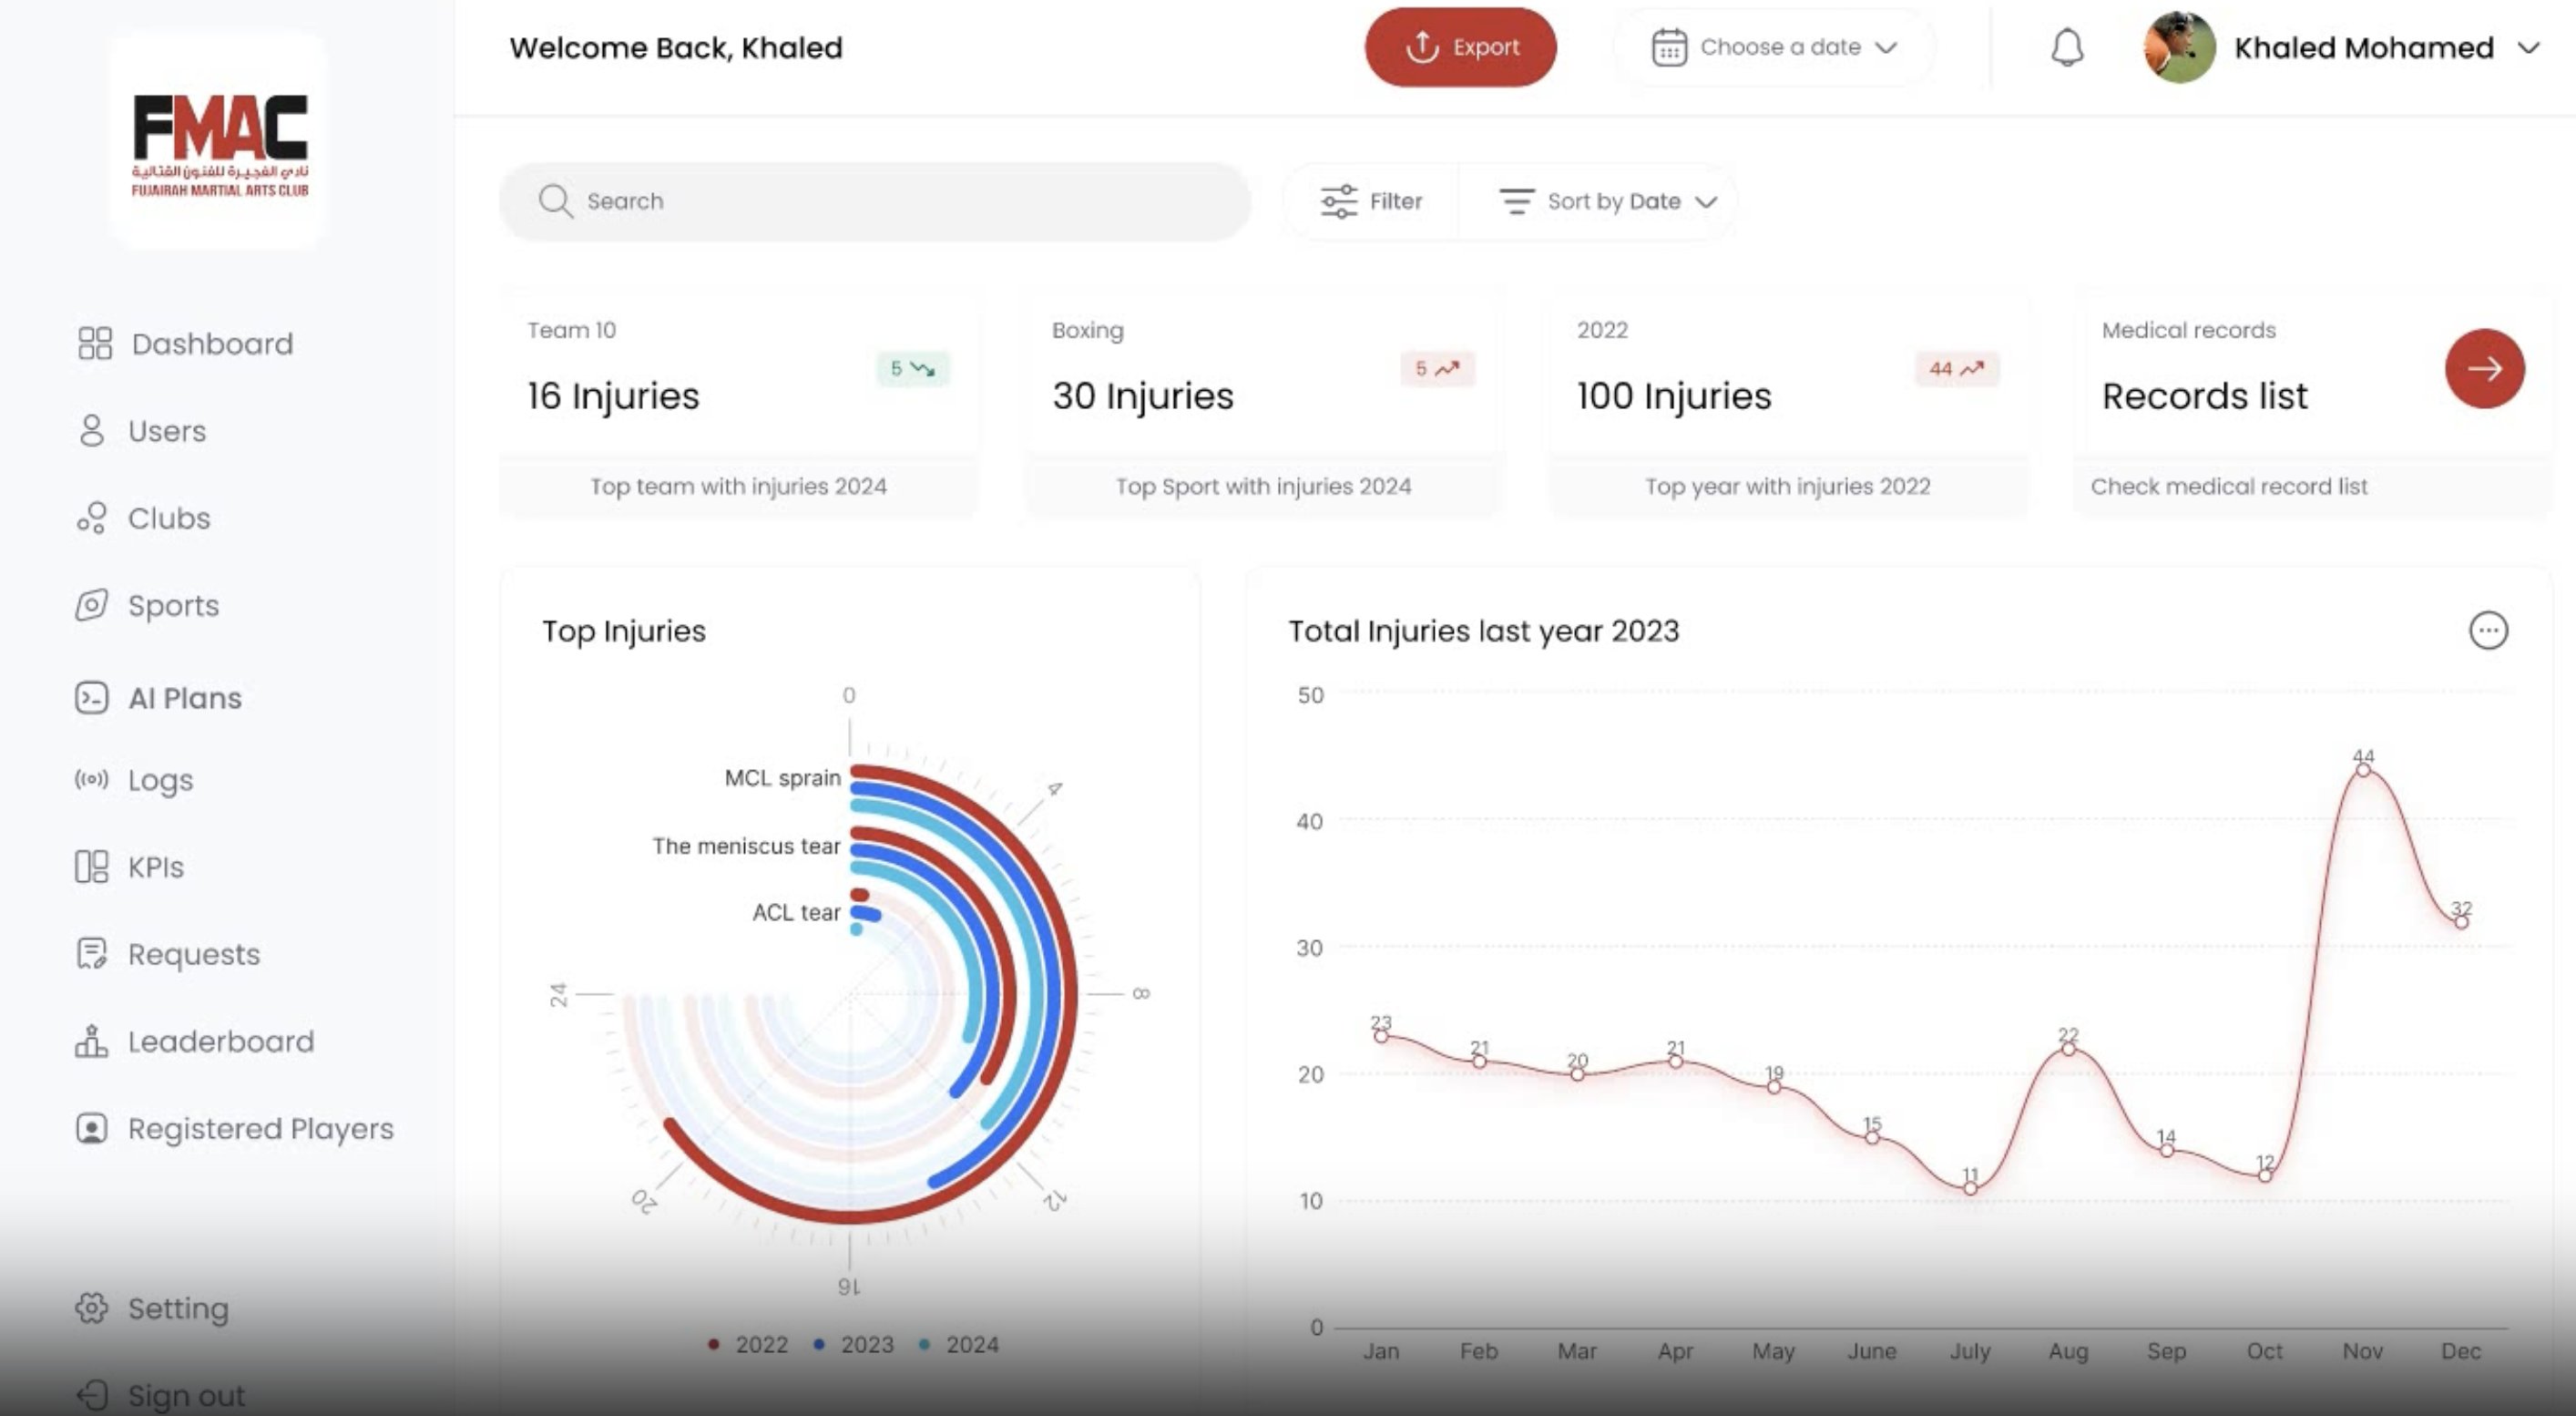 FMAC
نادي الفجيرة للفنون القتالية
FUJAIRAH MARTIAL ARTS CLUB
Dashboard
Users
Clubs
Sports
AI Plans
Logs
KPIs
Requests
Leaderboard
Registered Players
Setting
Sign out
Welcome Back, Khaled
Export
Choose a date
Khaled Mohamed
Search
Filter
Sort by Date
Team 10
16 Injuries
5
Top team with injuries 2024
Boxing
30 Injuries
5
Top Sport with injuries 2024
2022
100 Injuries
44
Top year with injuries 2022
Medical records
Records list
Check medical record list
Top Injuries
0
4
8
12
16
20
24
MCL sprain
The meniscus tear
ACL tear
2022 2023 2024
Total Injuries last year 2023
50
40
30
20
10
0
23 21 20 21 19 15 11 22 14 12 44 32
Jan Feb Mar Apr May June July Aug Sep Oct Nov Dec